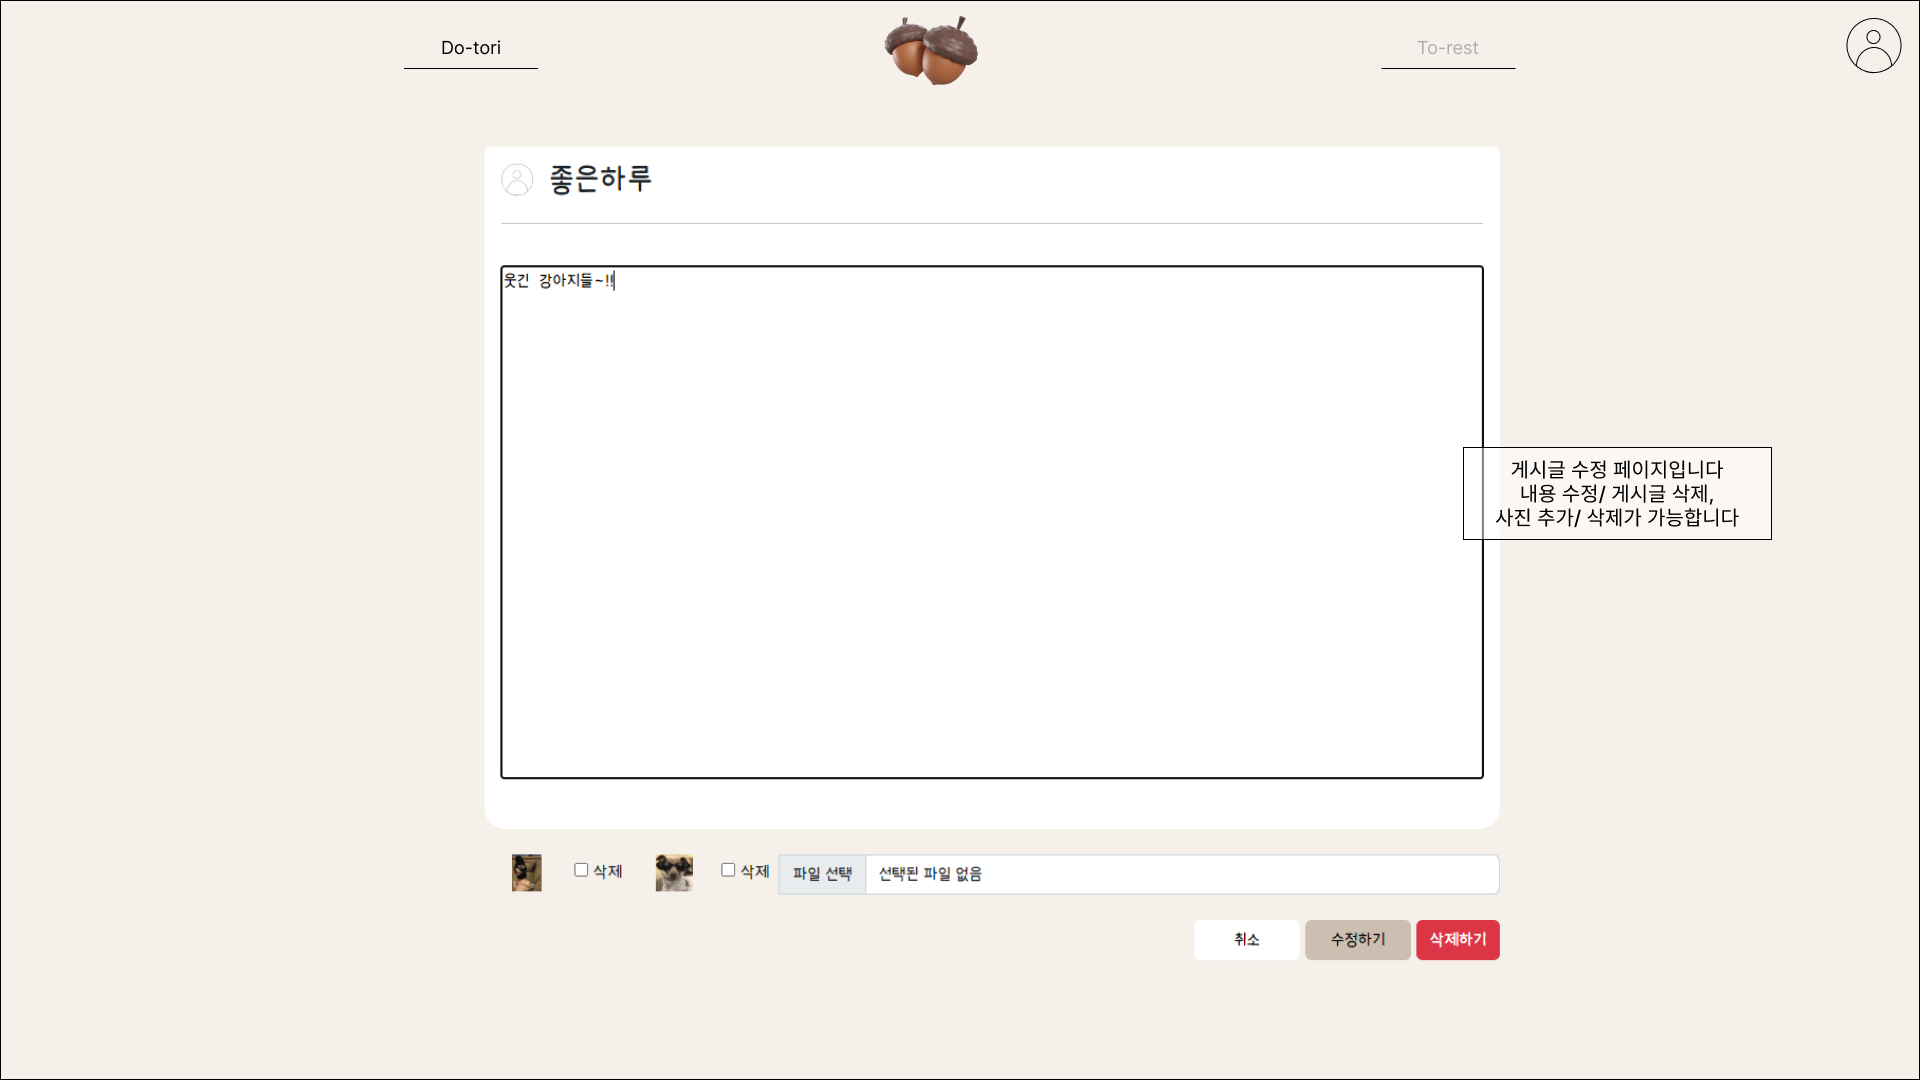 Do-tori
To-rest
좋은하루
웃긴 강아지들~!!
게시글 수정 페이지입니다
내용 수정/ 게시글 삭제,
사진 추가/ 삭제가 가능합니다
삭제
삭제
파일 선택
선택된 파일 없음
취소
수정하기
삭제하기